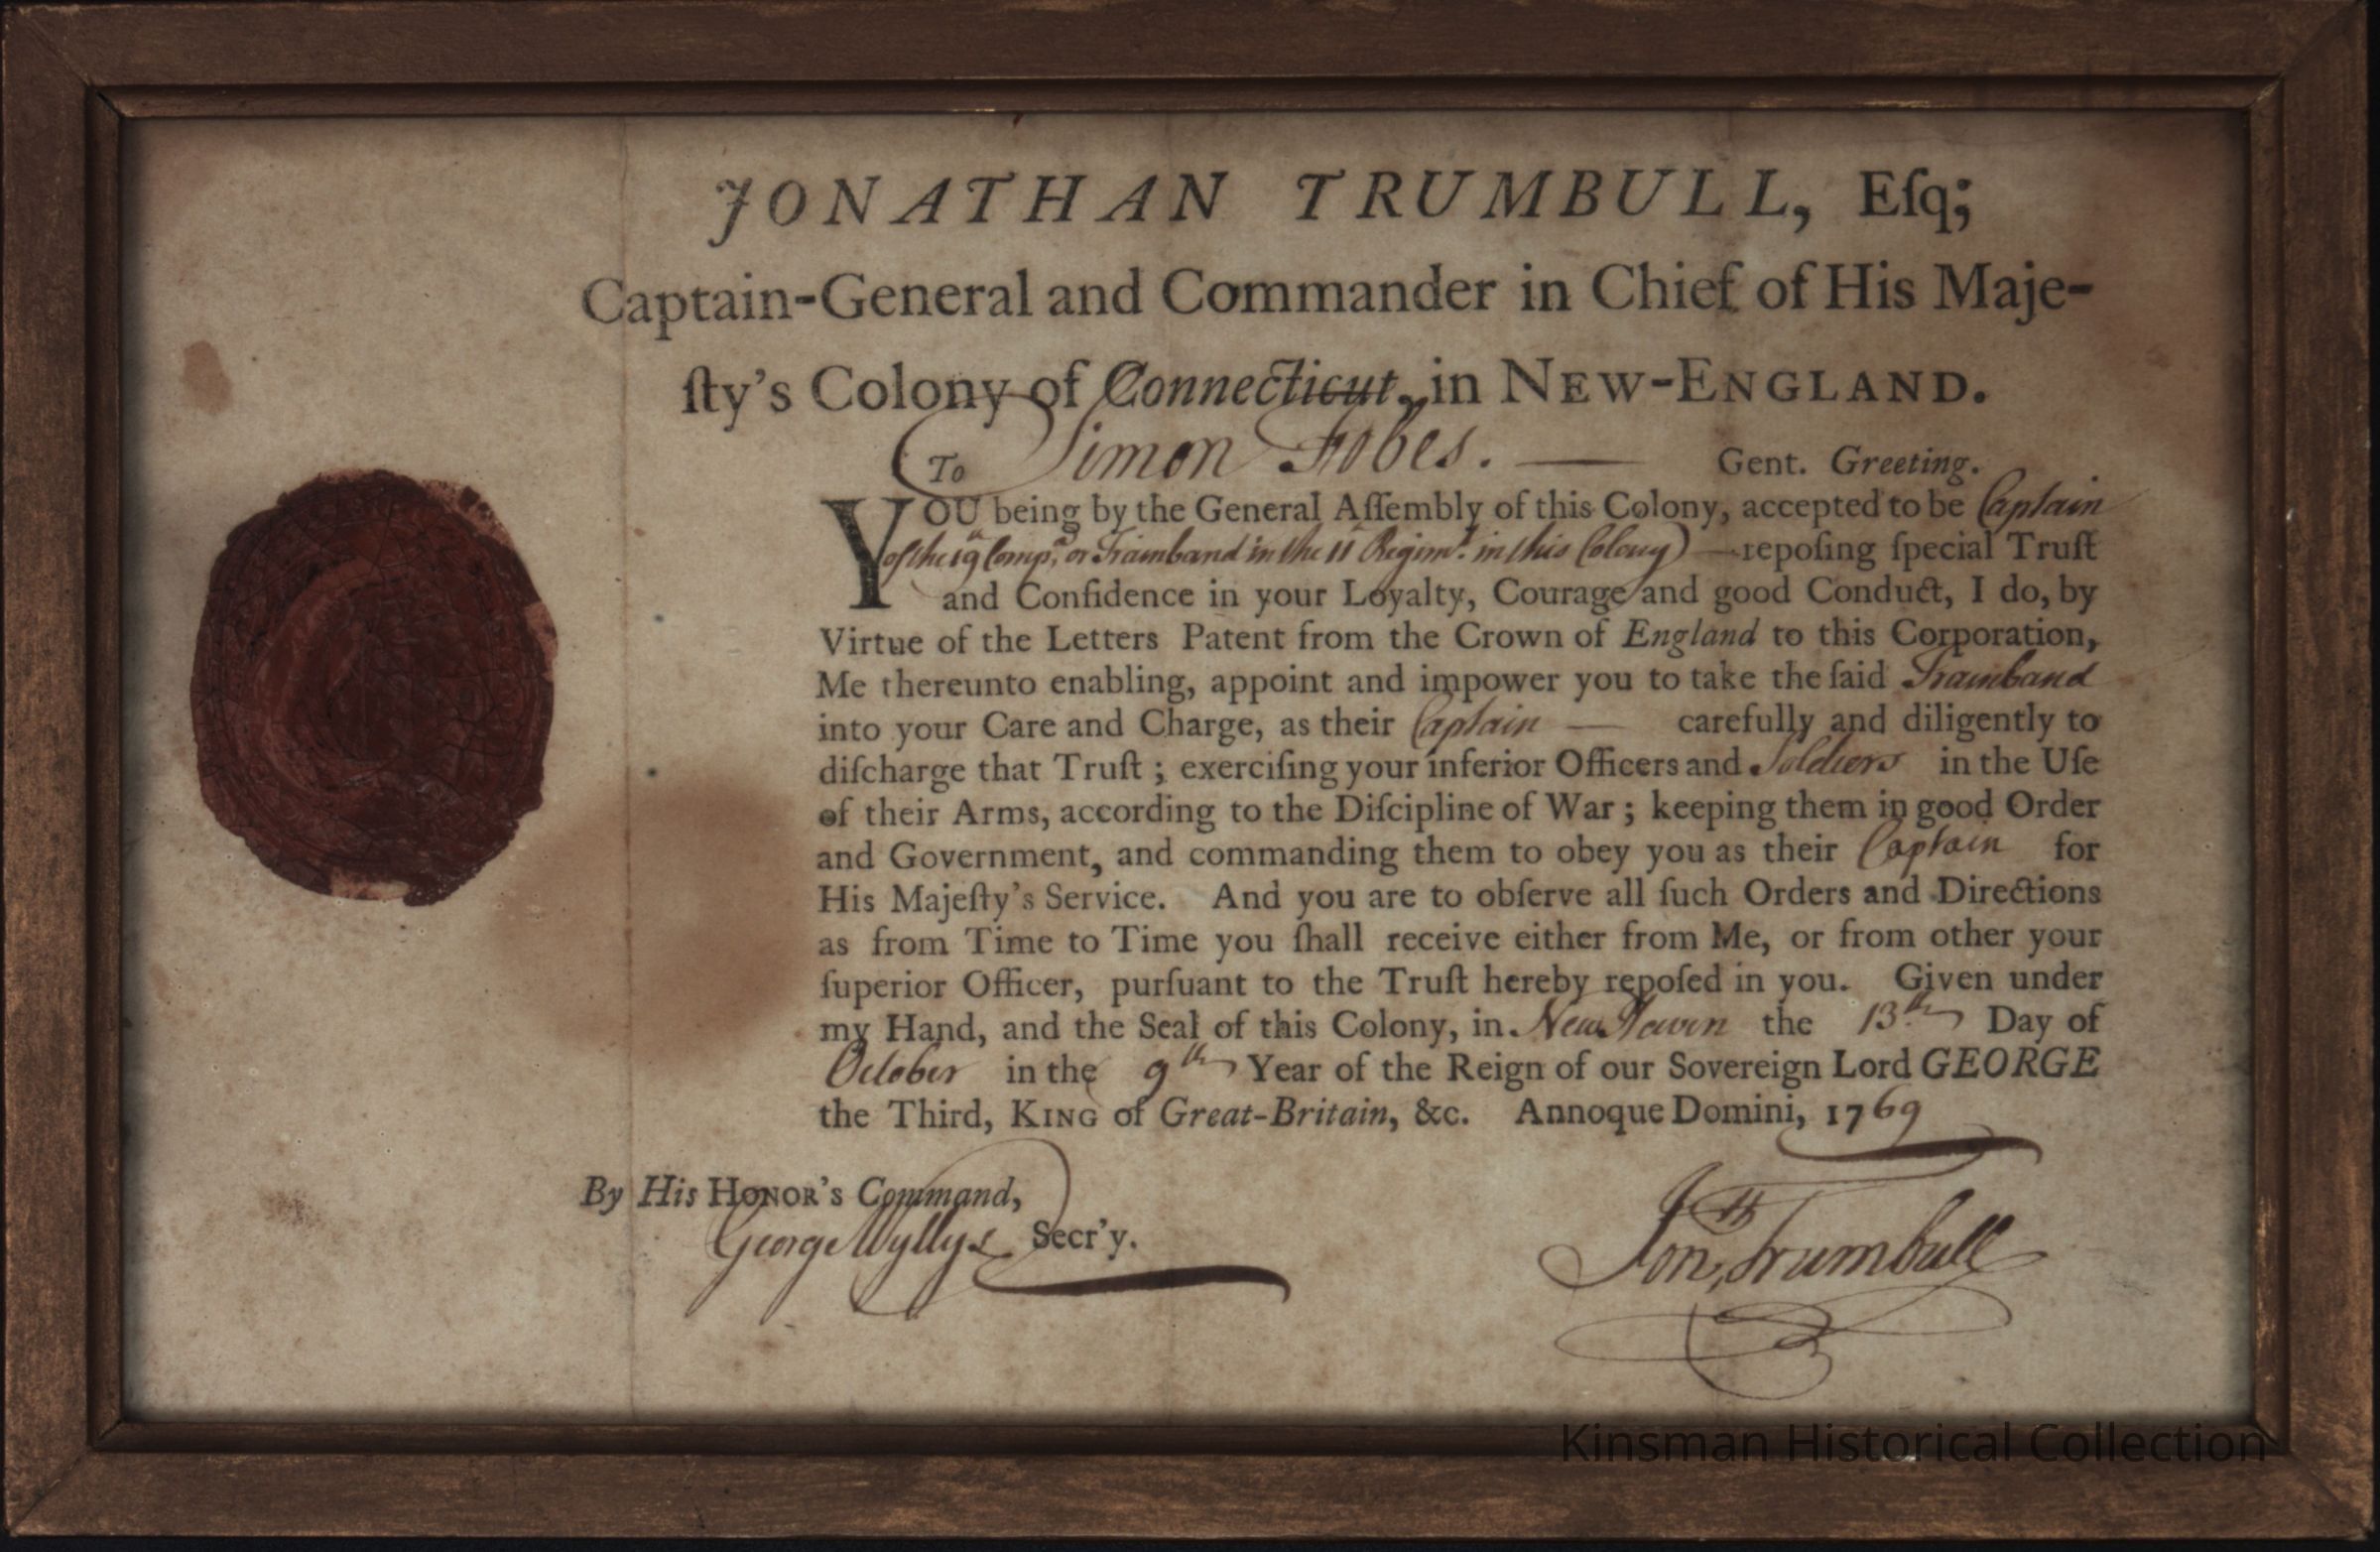 JONATHAN TRUMBULL, Eſq;
Captain-General and Commander in Chief of His Maje-
ſty's Colony of Connecticut, in NEW-ENGLAND.
To Simon Fobes. — Gent. Greeting.
YOU being by the General Aſſembly of this Colony, accepted to be Captain
of the 19th Compa. or Trainband in the 11th Regimt. in this Colony) — repoſing ſpecial Truſt
and Confidence in your Loyalty, Courage and good Conduct, I do, by
Virtue of the Letters Patent from the Crown of England to this Corporation,
Me thereunto enabling, appoint and impower you to take the ſaid Trainband
into your Care and Charge, as their Captain — carefully and diligently to
diſcharge that Truſt; exerciſing your inferior Officers and Soldiers in the Uſe
of their Arms, according to the Diſcipline of War; keeping them in good Order
and Government, and commanding them to obey you as their Captain for
His Majeſty's Service. And you are to obſerve all ſuch Orders and Directions
as from Time to Time you ſhall receive either from Me, or from other your
ſuperior Officer, purſuant to the Truſt hereby repoſed in you. Given under
my Hand, and the Seal of this Colony, in New Haven the 13th Day of
October in the 9th Year of the Reign of our Sovereign Lord GEORGE
the Third, KING of Great-Britain, &c. Annoque Domini, 1769
By His HONOR's Command,
George Wyllys Secr'y.
Jonth Trumbull
Kinsman Historical Collection